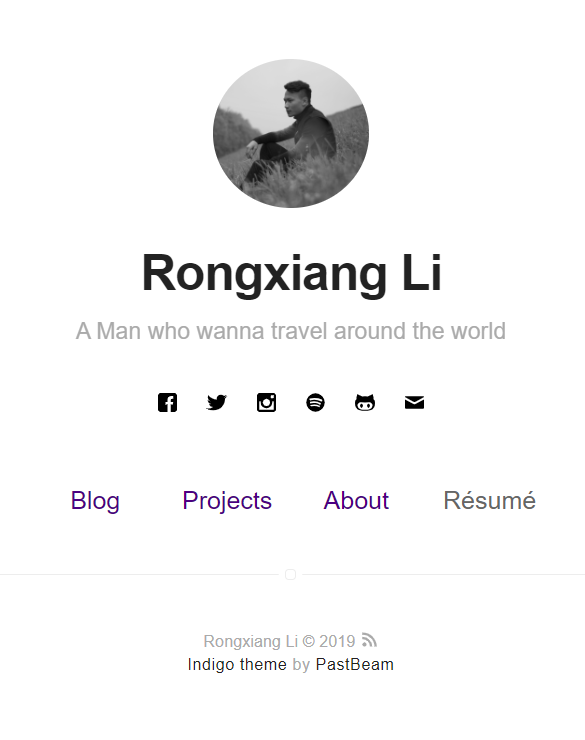 Rongxiang Li
A Man who wanna travel around the world
Blog Projects About Résumé
Rongxiang Li © 2019
Indigo theme by PastBeam